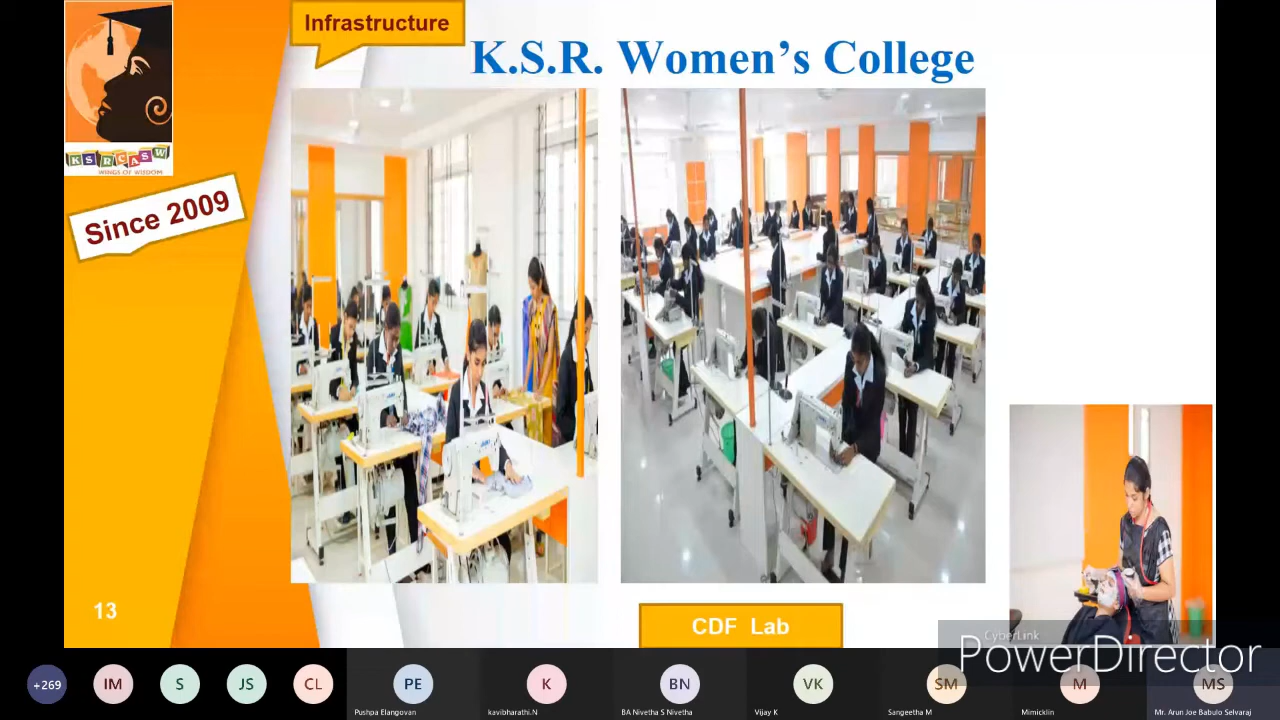 Infrastructure
K.S.R. Women's College
K S R C A S W
WINGS OF WISDOM
Since 2009
13
CDF Lab
CyberLink
PowerDirector
+269
IM
S
JS
CL
PE
K
BN
VK
SM
M
MS
Pushpa Elangovan
kavibharathi.N
BA Nivetha S Nivetha
Vijay K
Sangeetha M
Mimicklin
Mr. Arun Joe Babulo Selvaraj